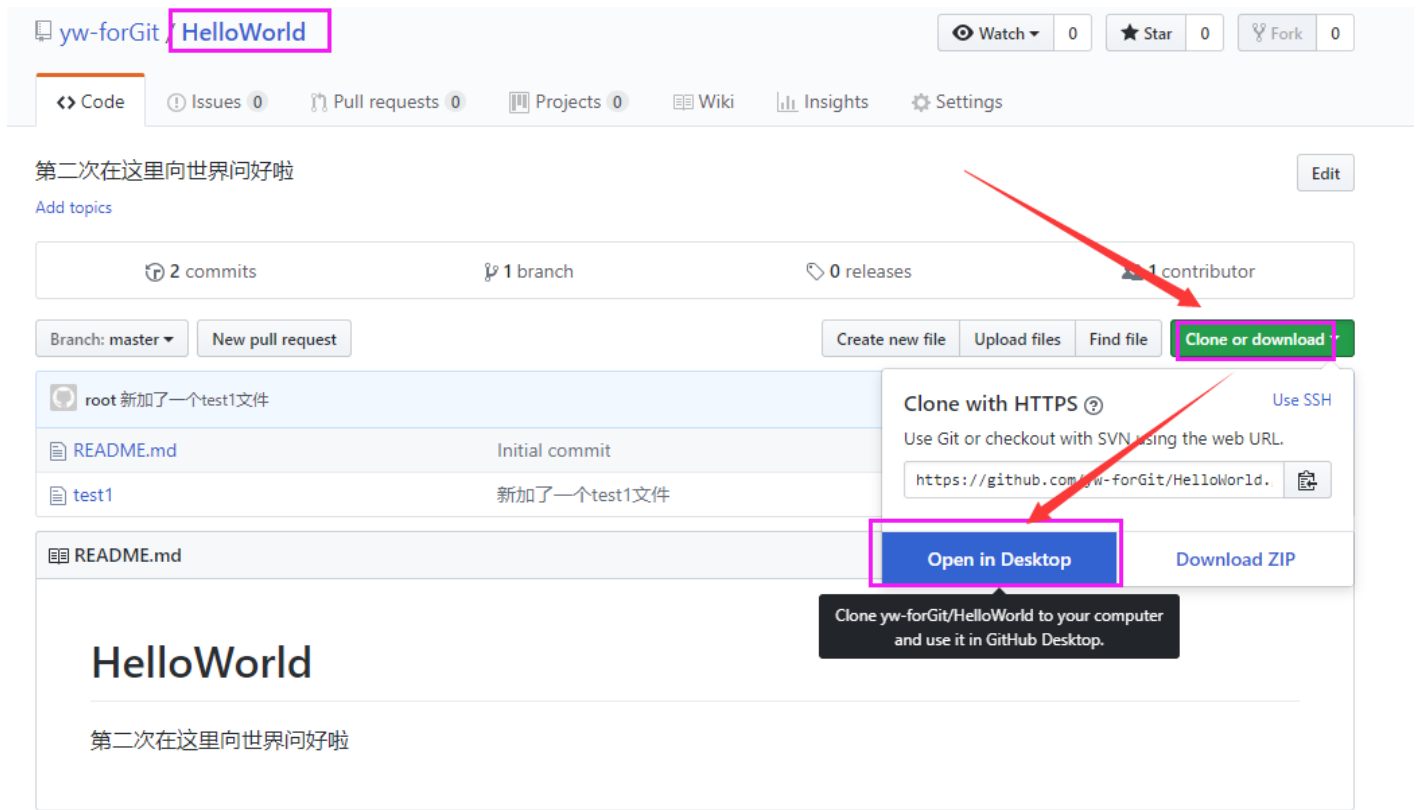 yw-forGit / HelloWorld
Watch 0 Star 0 Fork 0
Code Issues 0 Pull requests 0 Projects 0 Wiki Insights Settings
第二次在这里向世界问好啦 Edit
Add topics
2 commits 1 branch 0 releases 1 contributor
Branch: master New pull request Create new file Upload files Find file Clone or download
root 新加了一个test1文件
Clone with HTTPS Use SSH
Use Git or checkout with SVN using the web URL.
README.md Initial commit
https://github.com/yw-forGit/HelloWorld.
test1 新加了一个test1文件
README.md
Open in Desktop Download ZIP
Clone yw-forGit/HelloWorld to your computer
and use it in GitHub Desktop.
HelloWorld
第二次在这里向世界问好啦